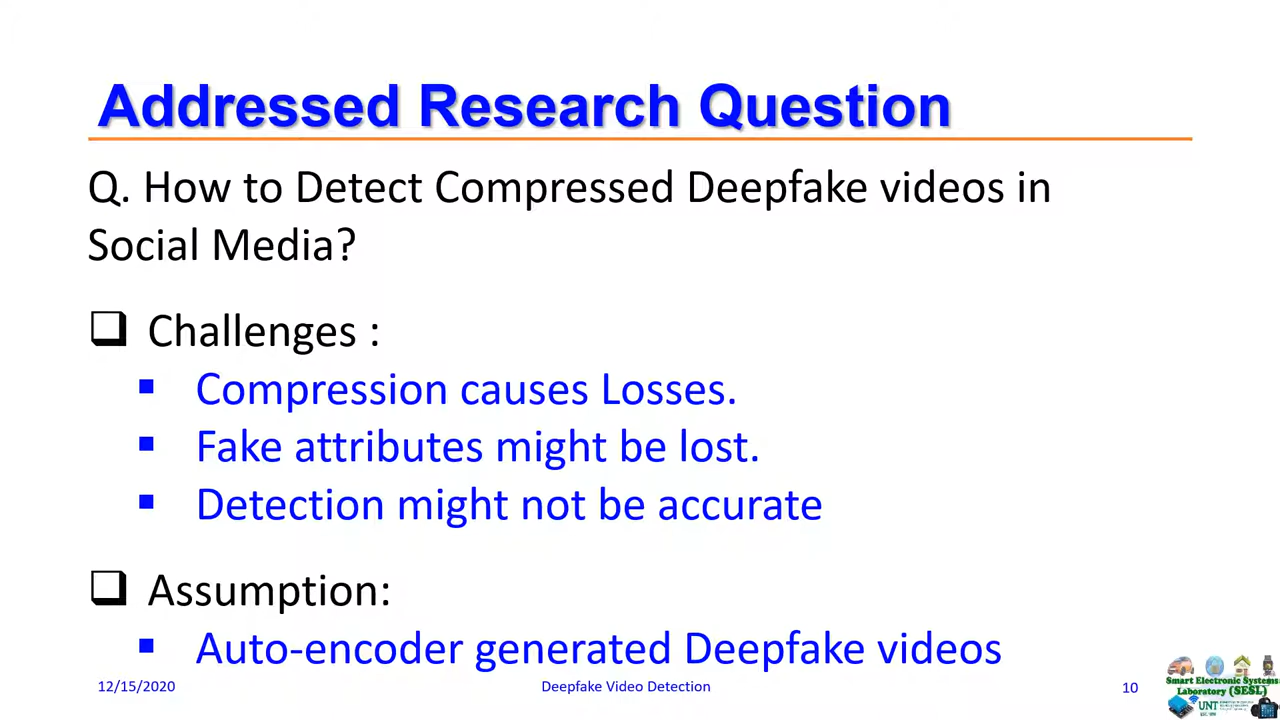 Addressed Research Question
Q. How to Detect Compressed Deepfake videos in
Social Media?
Challenges :
Compression causes Losses.
Fake attributes might be lost.
Detection might not be accurate
Assumption:
Auto-encoder generated Deepfake videos
12/15/2020
Deepfake Video Detection
10
Smart Electronic Systems
Laboratory (SESL)
UNT